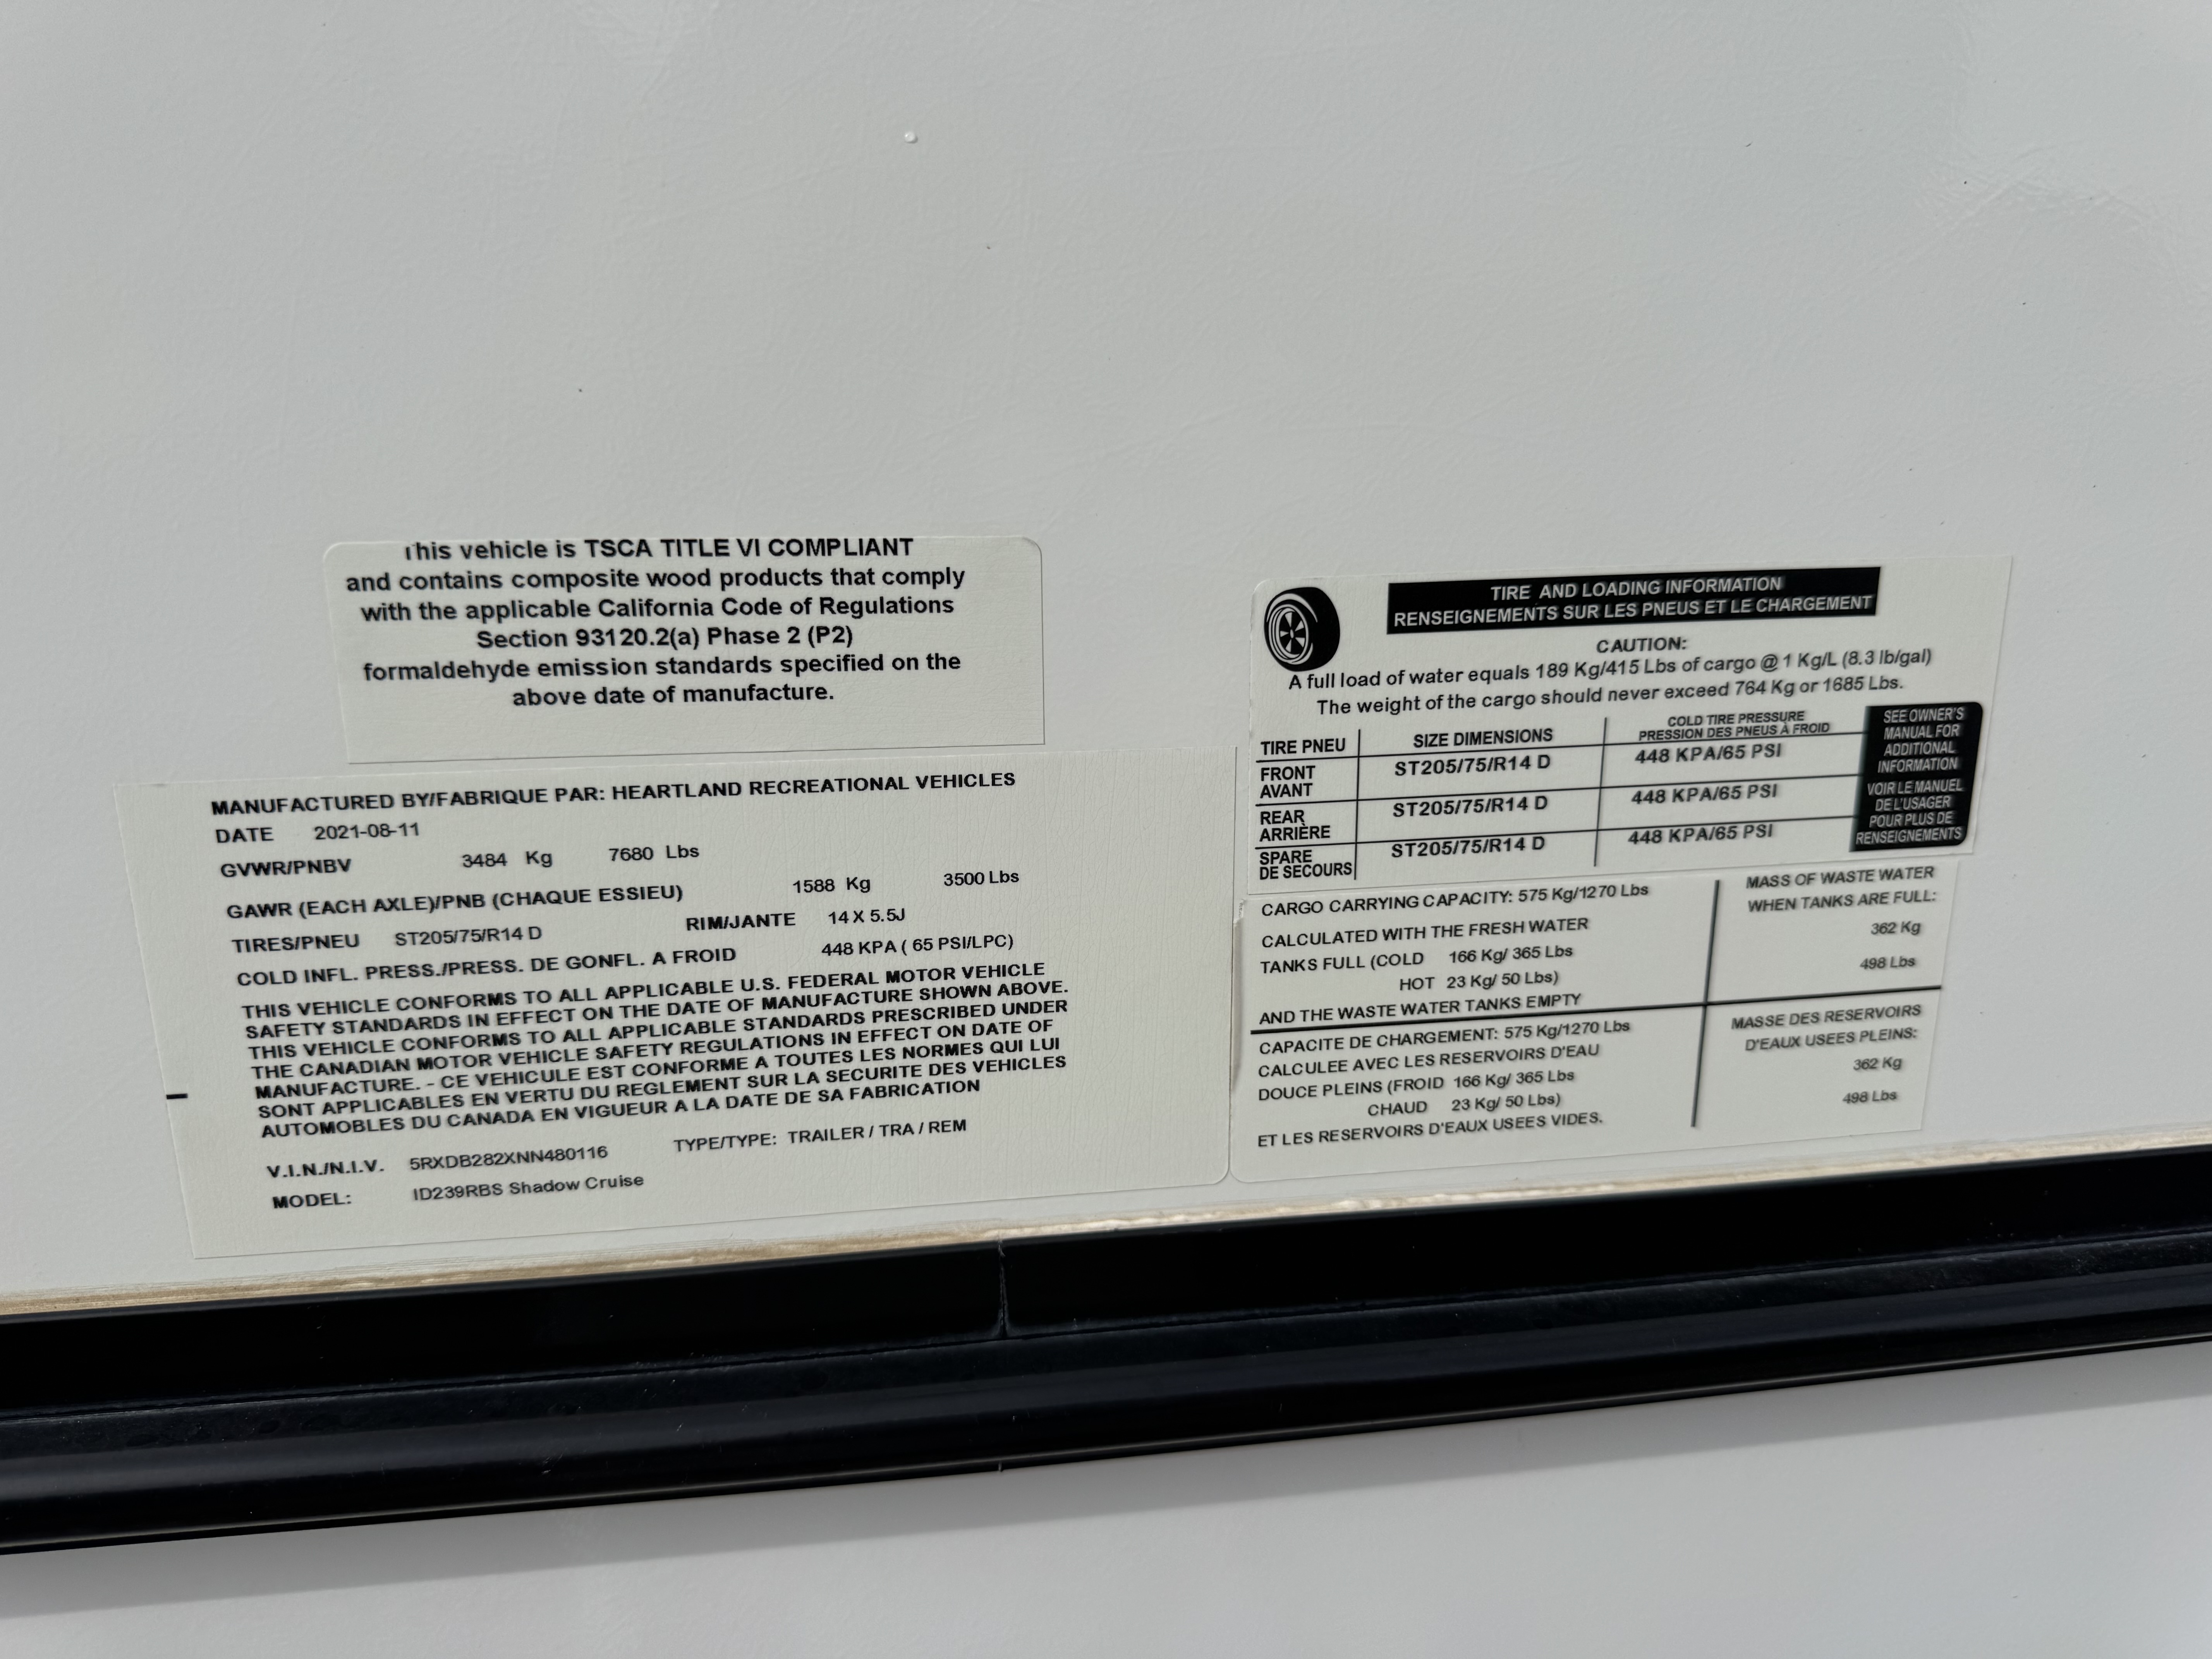 This vehicle is TSCA TITLE VI COMPLIANT
and contains composite wood products that comply
with the applicable California Code of Regulations
Section 93120.2(a) Phase 2 (P2)
formaldehyde emission standards specified on the
above date of manufacture.
MANUFACTURED BY/FABRIQUE PAR: HEARTLAND RECREATIONAL VEHICLES
DATE 2021-08-11
GVWR/PNBV 3484 Kg 7680 Lbs
GAWR (EACH AXLE)/PNB (CHAQUE ESSIEU) 1588 Kg 3500 Lbs
TIRES/PNEU ST205/75/R14 D RIM/JANTE 14 X 5.5J
COLD INFL. PRESS./PRESS. DE GONFL. A FROID 448 KPA ( 65 PSI/LPC)
THIS VEHICLE CONFORMS TO ALL APPLICABLE U.S. FEDERAL MOTOR VEHICLE
SAFETY STANDARDS IN EFFECT ON THE DATE OF MANUFACTURE SHOWN ABOVE.
THIS VEHICLE CONFORMS TO ALL APPLICABLE STANDARDS PRESCRIBED UNDER
THE CANADIAN MOTOR VEHICLE SAFETY REGULATIONS IN EFFECT ON DATE OF
MANUFACTURE. - CE VEHICULE EST CONFORME A TOUTES LES NORMES QUI LUI
SONT APPLICABLES EN VERTU DU REGLEMENT SUR LA SECURITE DES VEHICLES
AUTOMOBLES DU CANADA EN VIGUEUR A LA DATE DE SA FABRICATION
V.I.N./N.I.V. 5RXDB282XNN480116 TYPE/TYPE: TRAILER / TRA / REM
MODEL: ID239RBS Shadow Cruise
TIRE AND LOADING INFORMATION
RENSEIGNEMENTS SUR LES PNEUS ET LE CHARGEMENT
CAUTION:
A full load of water equals 189 Kg/415 Lbs of cargo @ 1 Kg/L (8.3 lb/gal)
The weight of the cargo should never exceed 764 Kg or 1685 Lbs.
TIRE PNEU SIZE DIMENSIONS COLD TIRE PRESSURE
PRESSION DES PNEUS À FROID
FRONT
AVANT ST205/75/R14 D 448 KPA/65 PSI
REAR
ARRIÈRE ST205/75/R14 D 448 KPA/65 PSI
SPARE
DE SECOURS ST205/75/R14 D 448 KPA/65 PSI
SEE OWNER'S
MANUAL FOR
ADDITIONAL
INFORMATION
VOIR LE MANUEL
DE L'USAGER
POUR PLUS DE
RENSEIGNEMENTS
CARGO CARRYING CAPACITY: 575 Kg/1270 Lbs
CALCULATED WITH THE FRESH WATER
TANKS FULL (COLD 166 Kg/ 365 Lbs
HOT 23 Kg/ 50 Lbs)
AND THE WASTE WATER TANKS EMPTY
MASS OF WASTE WATER
WHEN TANKS ARE FULL:
362 Kg
498 Lbs
CAPACITE DE CHARGEMENT: 575 Kg/1270 Lbs
CALCULEE AVEC LES RESERVOIRS D'EAU
DOUCE PLEINS (FROID 166 Kg/ 365 Lbs
CHAUD 23 Kg/ 50 Lbs)
ET LES RESERVOIRS D'EAUX USEES VIDES.
MASSE DES RESERVOIRS
D'EAUX USEES PLEINS:
362 Kg
498 Lbs